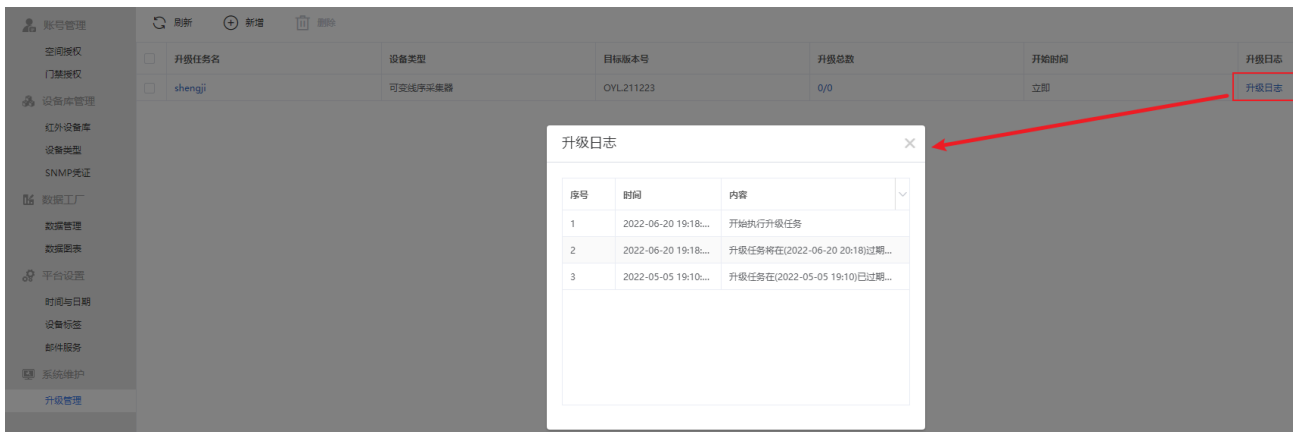 账号管理
空间授权
门禁授权
设备库管理
红外设备库
设备类型
SNMP凭证
数据工厂
数据管理
数据图表
平台设置
时间与日期
设备标签
邮件服务
系统维护
升级管理
刷新 新增 删除
升级任务名 设备类型 目标版本号 升级总数 开始时间 升级日志
shengji 可变线序采集器 OYL.211223 0/0 立即 升级日志
升级日志
序号 时间 内容
1 2022-06-20 19:18:... 开始执行升级任务
2 2022-06-20 19:18:... 升级任务将在(2022-06-20 20:18)过期...
3 2022-05-05 19:10:... 升级任务在(2022-05-05 19:10)已过期...